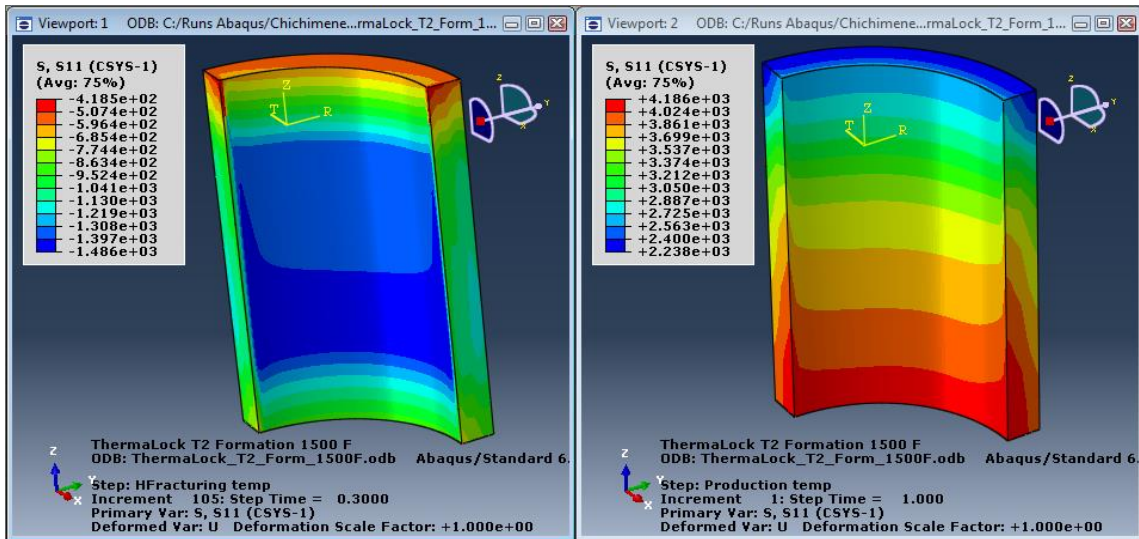 Viewport: 1 ODB: C:/Runs Abaqus/Chichimene...rmaLock_T2_Form_1...
S, S11 (CSYS-1)
(Avg: 75%)
-4.185e+02
-5.074e+02
-5.964e+02
-6.854e+02
-7.744e+02
-8.634e+02
-9.524e+02
-1.041e+03
-1.130e+03
-1.219e+03
-1.308e+03
-1.397e+03
-1.486e+03
Z
T
R
Z
Y
X
ThermaLock T2 Formation 1500 F
ODB: ThermaLock_T2_Form_1500F.odb Abaqus/Standard 6.
Z
Y
X
Step: HFracturing temp
Increment 105: Step Time = 0.3000
Primary Var: S, S11 (CSYS-1)
Deformed Var: U Deformation Scale Factor: +1.000e+00
Viewport: 2 ODB: C:/Runs Abaqus/Chichimene...rmaLock_T2_Form_1...
S, S11 (CSYS-1)
(Avg: 75%)
+4.186e+03
+4.024e+03
+3.861e+03
+3.699e+03
+3.537e+03
+3.374e+03
+3.212e+03
+3.050e+03
+2.887e+03
+2.725e+03
+2.563e+03
+2.400e+03
+2.238e+03
Z
T
R
Z
Y
X
ThermaLock T2 Formation 1500 F
ODB: ThermaLock_T2_Form_1500F.odb Abaqus/Standard 6.
Z
Y
X
Step: Production temp
Increment 1: Step Time = 1.000
Primary Var: S, S11 (CSYS-1)
Deformed Var: U Deformation Scale Factor: +1.000e+00